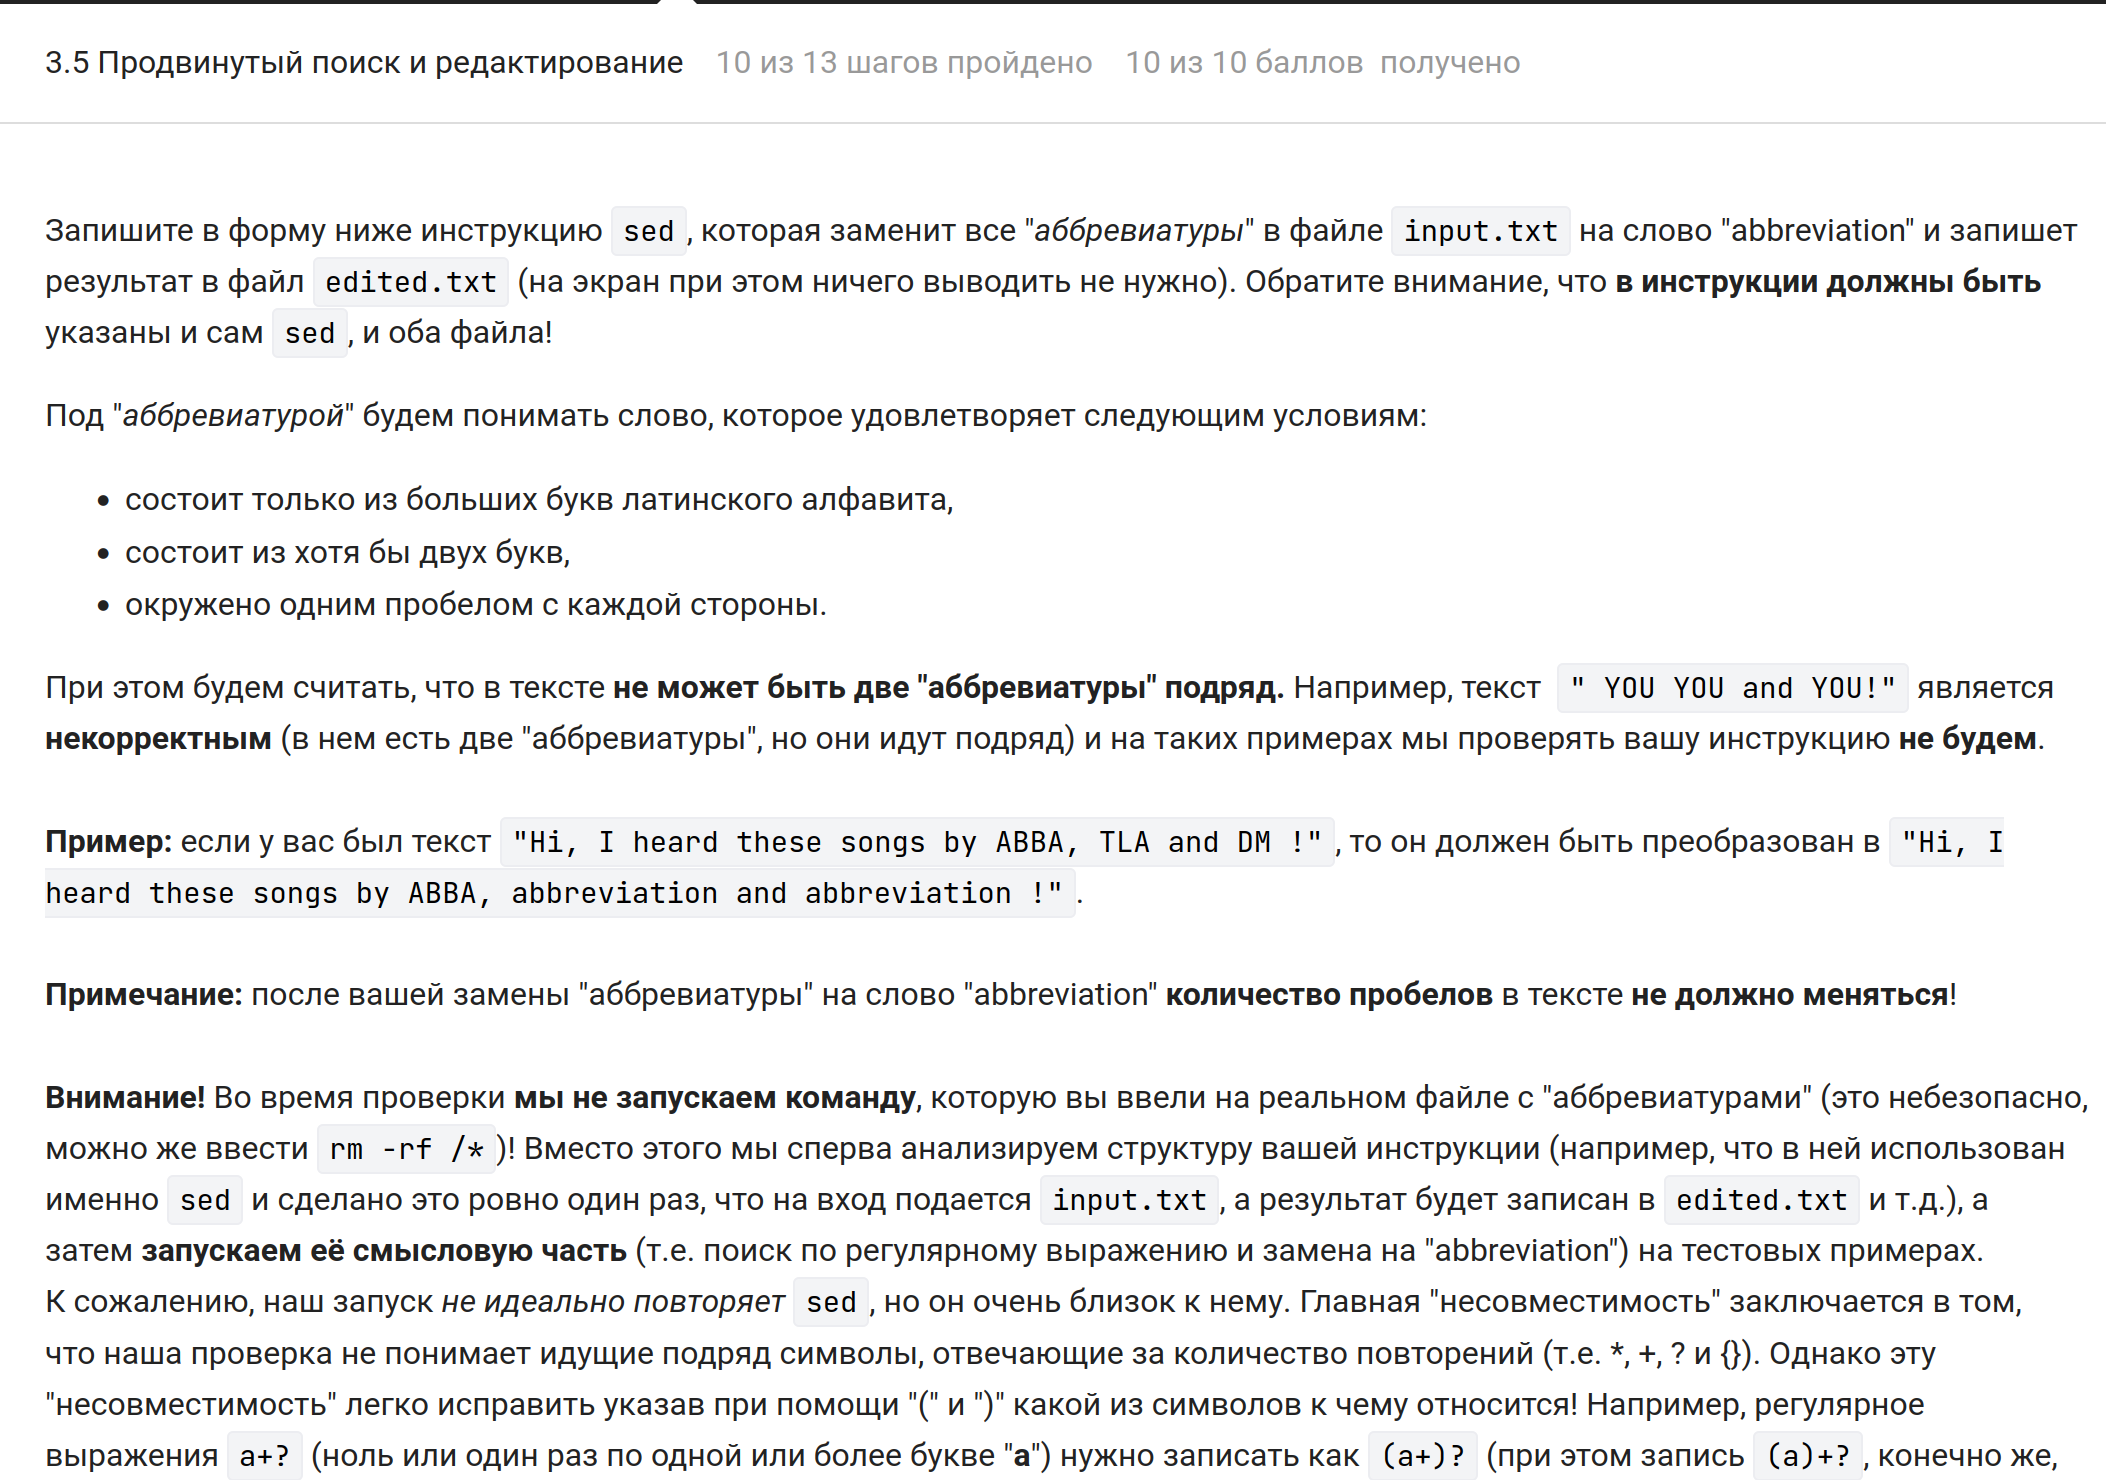 3.5 Продвинутый поиск и редактирование 10 из 13 шагов пройдено 10 из 10 баллов получено
Запишите в форму ниже инструкцию sed, которая заменит все "аббревиатуры" в файле input.txt на слово "abbreviation" и запишет
результат в файл edited.txt (на экран при этом ничего выводить не нужно). Обратите внимание, что в инструкции должны быть
указаны и сам sed, и оба файла!
Под "аббревиатурой" будем понимать слово, которое удовлетворяет следующим условиям:
• состоит только из больших букв латинского алфавита,
• состоит из хотя бы двух букв,
• окружено одним пробелом с каждой стороны.
При этом будем считать, что в тексте не может быть две "аббревиатуры" подряд. Например, текст " YOU YOU and YOU!" является
некорректным (в нем есть две "аббревиатуры", но они идут подряд) и на таких примерах мы проверять вашу инструкцию не будем.
Пример: если у вас был текст "Hi, I heard these songs by ABBA, TLA and DM !", то он должен быть преобразован в "Hi, I
heard these songs by ABBA, abbreviation and abbreviation !".
Примечание: после вашей замены "аббревиатуры" на слово "abbreviation" количество пробелов в тексте не должно меняться!
Внимание! Во время проверки мы не запускаем команду, которую вы ввели на реальном файле с "аббревиатурами" (это небезопасно,
можно же ввести rm -rf /*)! Вместо этого мы сперва анализируем структуру вашей инструкции (например, что в ней использован
именно sed и сделано это ровно один раз, что на вход подается input.txt, а результат будет записан в edited.txt и т.д.), а
затем запускаем её смысловую часть (т.е. поиск по регулярному выражению и замена на "abbreviation") на тестовых примерах.
К сожалению, наш запуск не идеально повторяет sed, но он очень близок к нему. Главная "несовместимость" заключается в том,
что наша проверка не понимает идущие подряд символы, отвечающие за количество повторений (т.е. *, +, ? и {}). Однако эту
"несовместимость" легко исправить указав при помощи "(" и ")" какой из символов к чему относится! Например, регулярное
выражения a+? (ноль или один раз по одной или более букве "a") нужно записать как (a+)? (при этом запись (a)+?, конечно же,